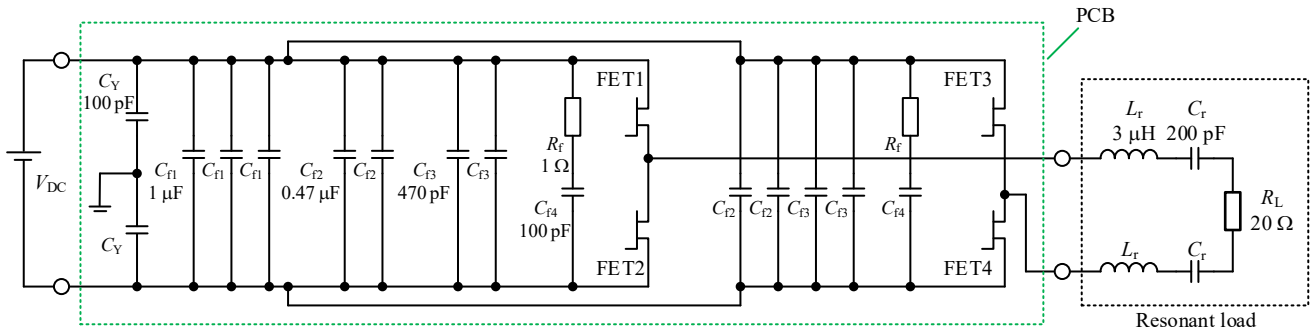 PCB
C_Y
100 pF
FET1
FET3
L_r
3 µH
C_r
200 pF
V_DC
C_f1
1 µF
C_f1
C_f1
C_f2
0.47 µF
C_f2
C_f3
470 pF
C_f3
R_f
1 Ω
C_f4
100 pF
R_f
C_f2
C_f2
C_f3
C_f3
C_f4
R_L
20 Ω
C_Y
FET2
FET4
L_r
C_r
Resonant load